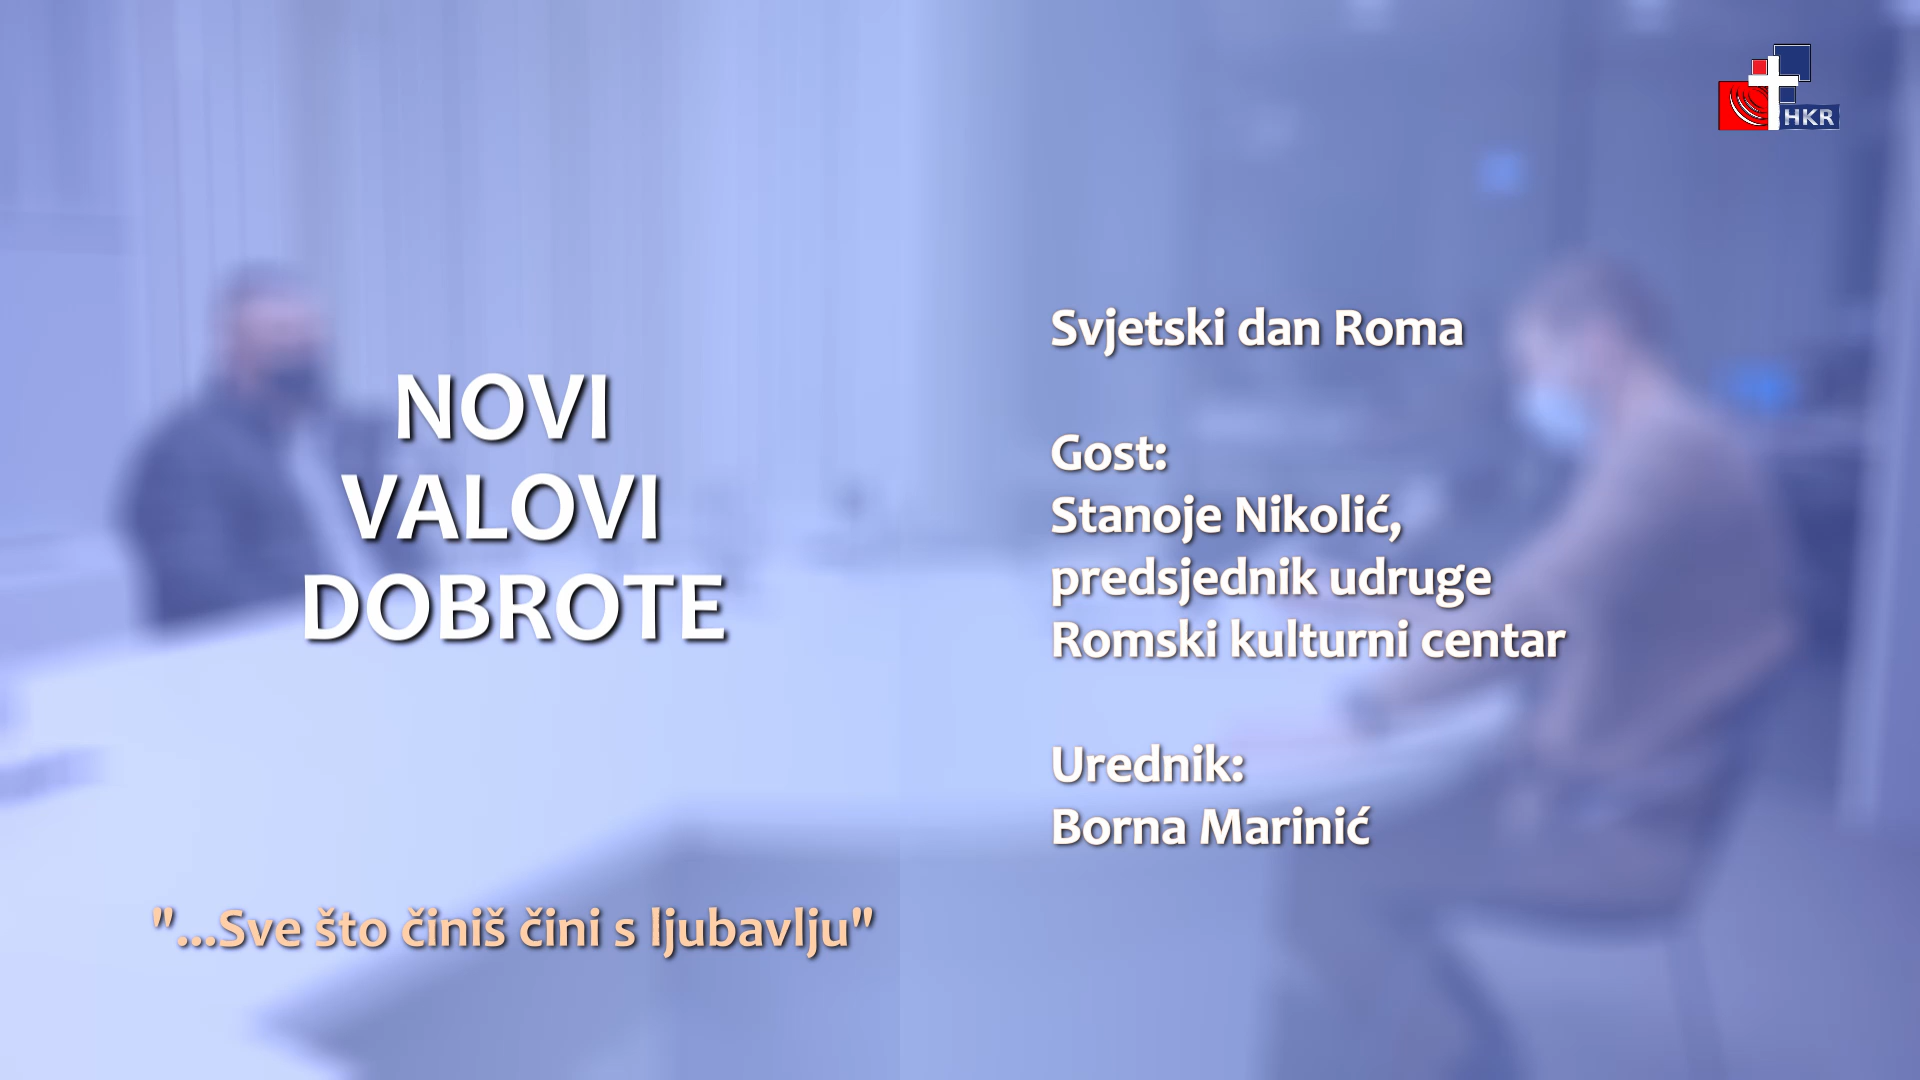 HKR
NOVI
VALOVI
DOBROTE
"...Sve što činiš čini s ljubavlju"
Svjetski dan Roma
Gost:
Stanoje Nikolić,
predsjednik udruge
Romski kulturni centar
Urednik:
Borna Marinić